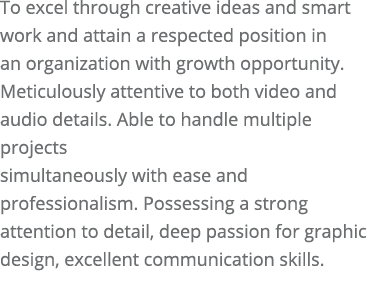 To excel through creative ideas and smart
work and attain a respected position in
an organization with growth opportunity.
Meticulously attentive to both video and
audio details. Able to handle multiple
projects
simultaneously with ease and
professionalism. Possessing a strong
attention to detail, deep passion for graphic
design, excellent communication skills.